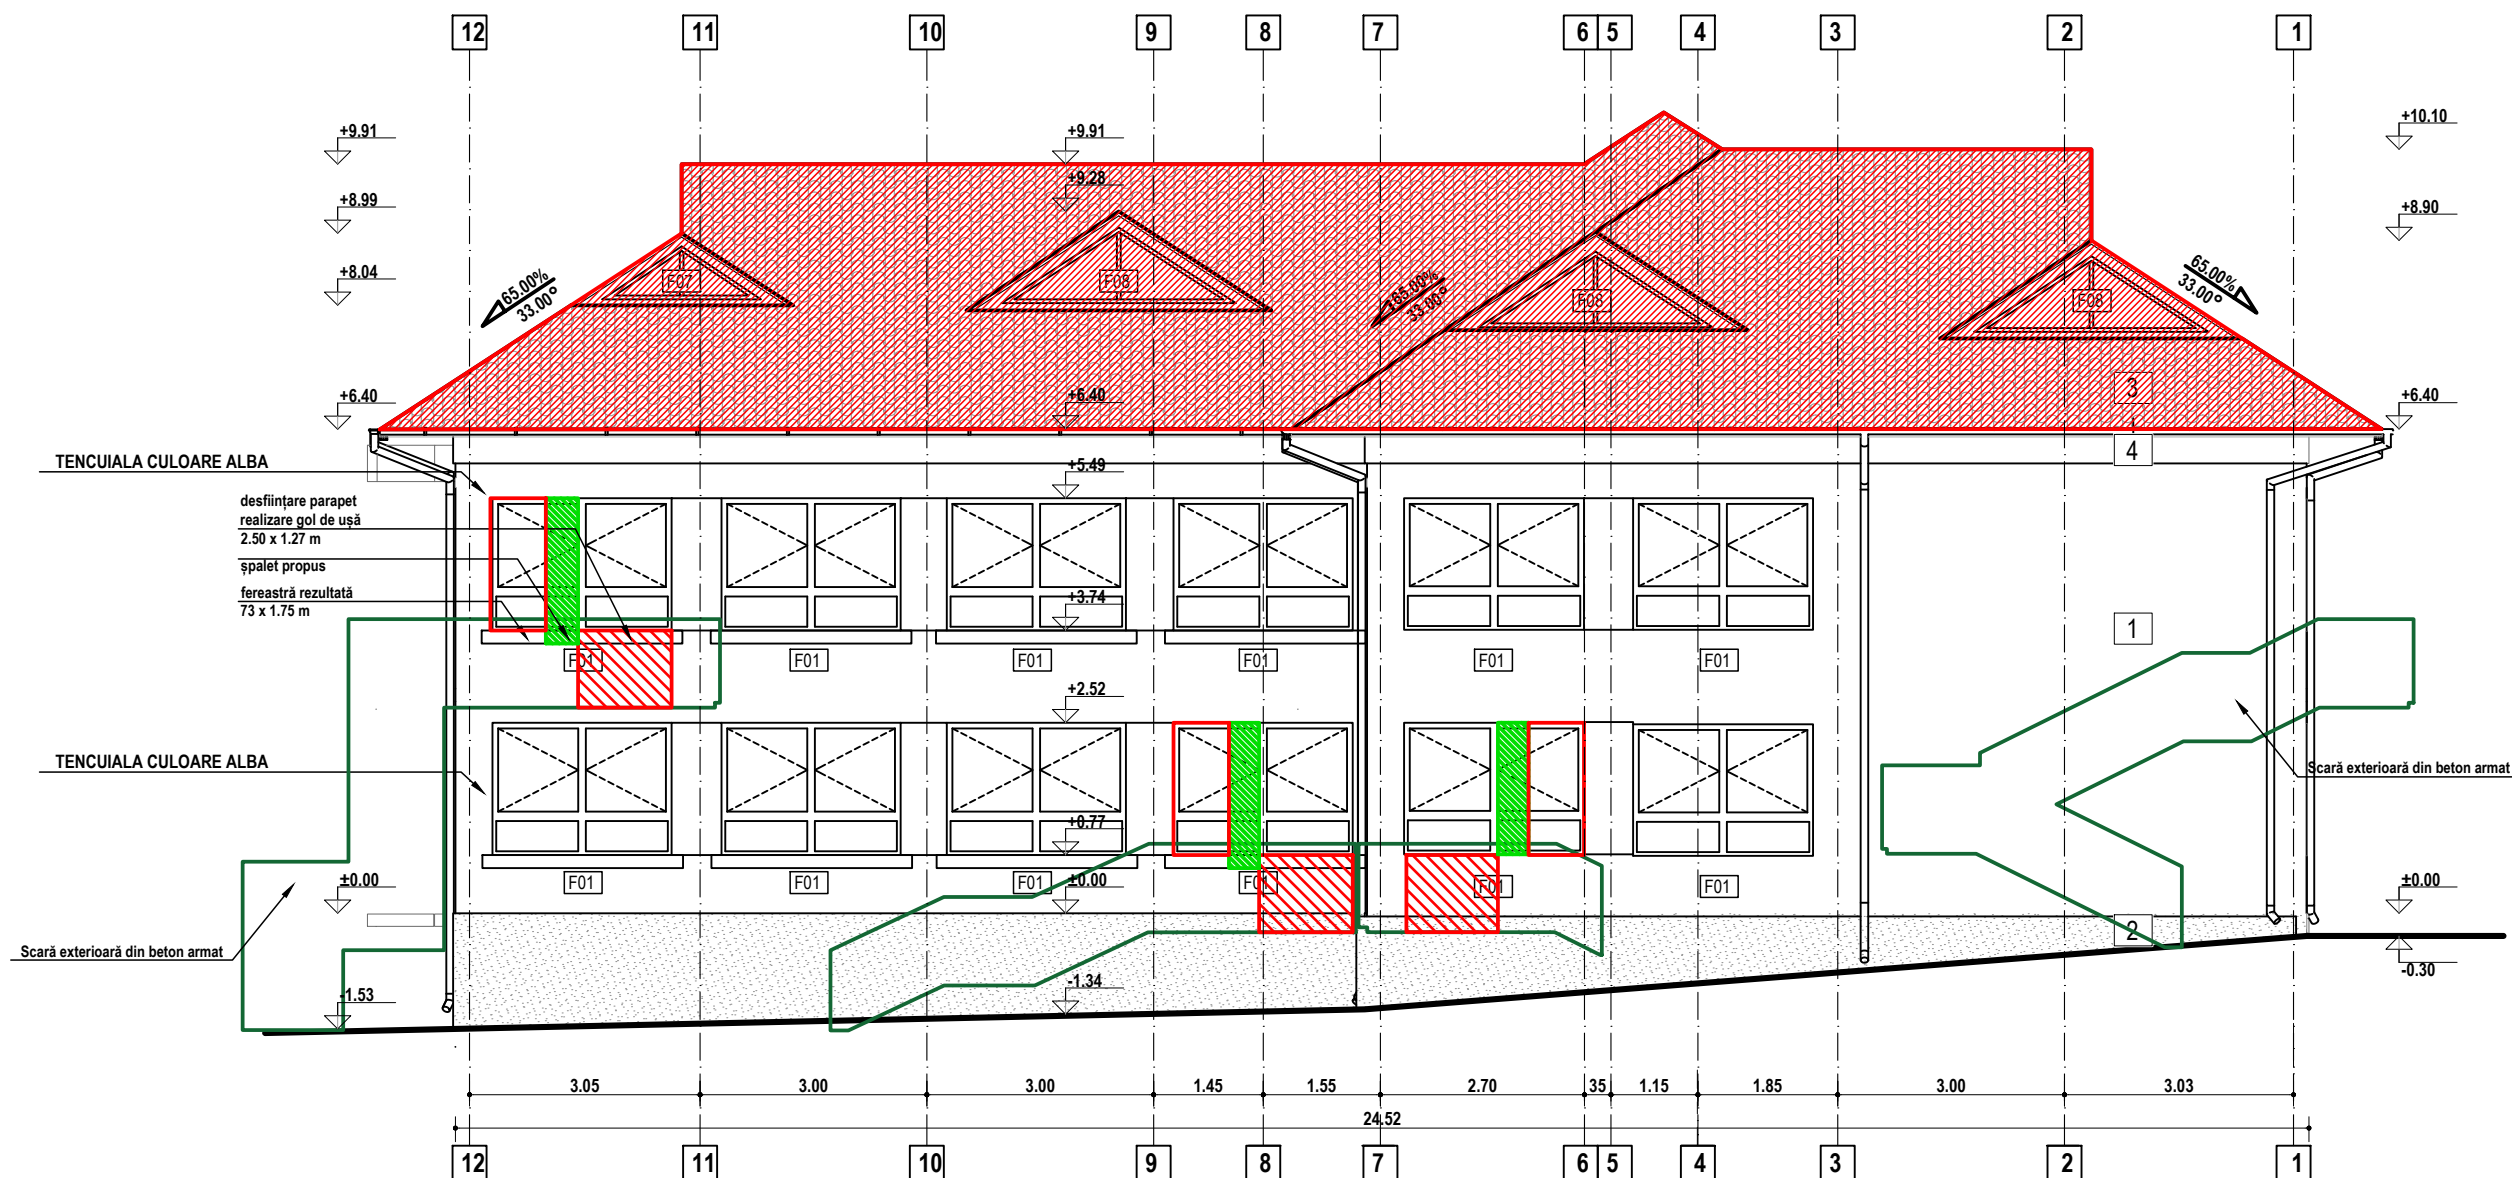 12 11 10 9 8 7 6 5 4 3 2 1
+9.91 +9.91 +10.10
+9.28
+8.99 +8.90
+8.04
65.00% 65.00% 65.00%
33.00° 33.00° 33.00°
F07 F08 F08 F08
3
+6.40 +6.40 +6.40
4
TENCUIALA CULOARE ALBA
+5.49
desființare parapet
realizare gol de ușă
2.50 x 1.27 m
șpalet propus
fereastră rezultată
73 x 1.75 m
+3.74
1
F01 F01 F01 F01 F01 F01
+2.52
TENCUIALA CULOARE ALBA
Scară exterioară din beton armat
+0.77
±0.00 ±0.00 ±0.00
F01 F01 F01 F01 F01 F01
2
Scară exterioară din beton armat
-1.53 -1.34 -0.30
3.05 3.00 3.00 1.45 1.55 2.70 35 1.15 1.85 3.00 3.03
24.52
12 11 10 9 8 7 6 5 4 3 2 1